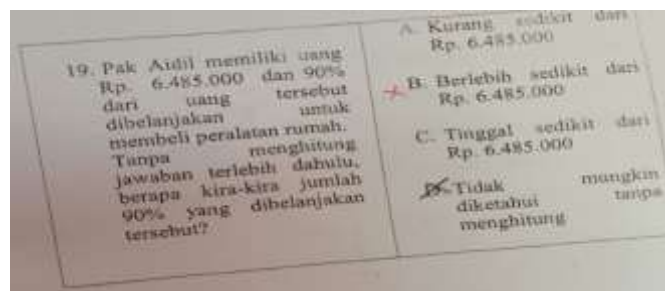 19. Pak Aidil memiliki uang
Rp. 6.485.000 dan 90%
dari uang tersebut
dibelanjakan untuk
membeli peralatan rumah.
Tanpa menghitung
jawaban terlebih dahulu,
berapa kira-kira jumlah
90% yang dibelanjakan
tersebut?
A. Kurang sedikit dari
Rp. 6.485.000
B. Berlebih sedikit dari
Rp. 6.485.000
C. Tinggal sedikit dari
Rp. 6.485.000
D. Tidak mungkin
diketahui tanpa
menghitung